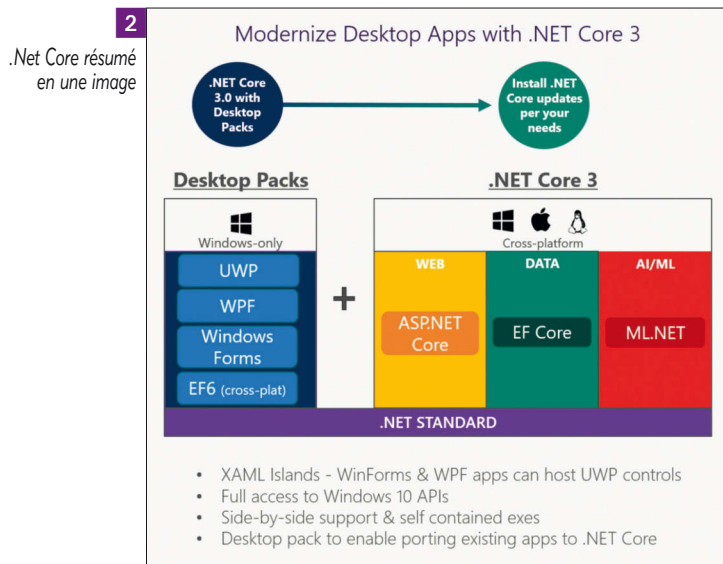 2
.Net Core résumé
en une image
Modernize Desktop Apps with .NET Core 3
.NET Core
3.0 with
Desktop
Packs
Install .NET
Core updates
per your
needs
Desktop Packs
Windows-only
UWP
WPF
Windows
Forms
EF6 (cross-plat)
+
.NET Core 3
Cross-platform
WEB
ASP.NET
Core
DATA
EF Core
AI/ML
ML.NET
.NET STANDARD
• XAML Islands - WinForms & WPF apps can host UWP controls
• Full access to Windows 10 APIs
• Side-by-side support & self contained exes
• Desktop pack to enable porting existing apps to .NET Core